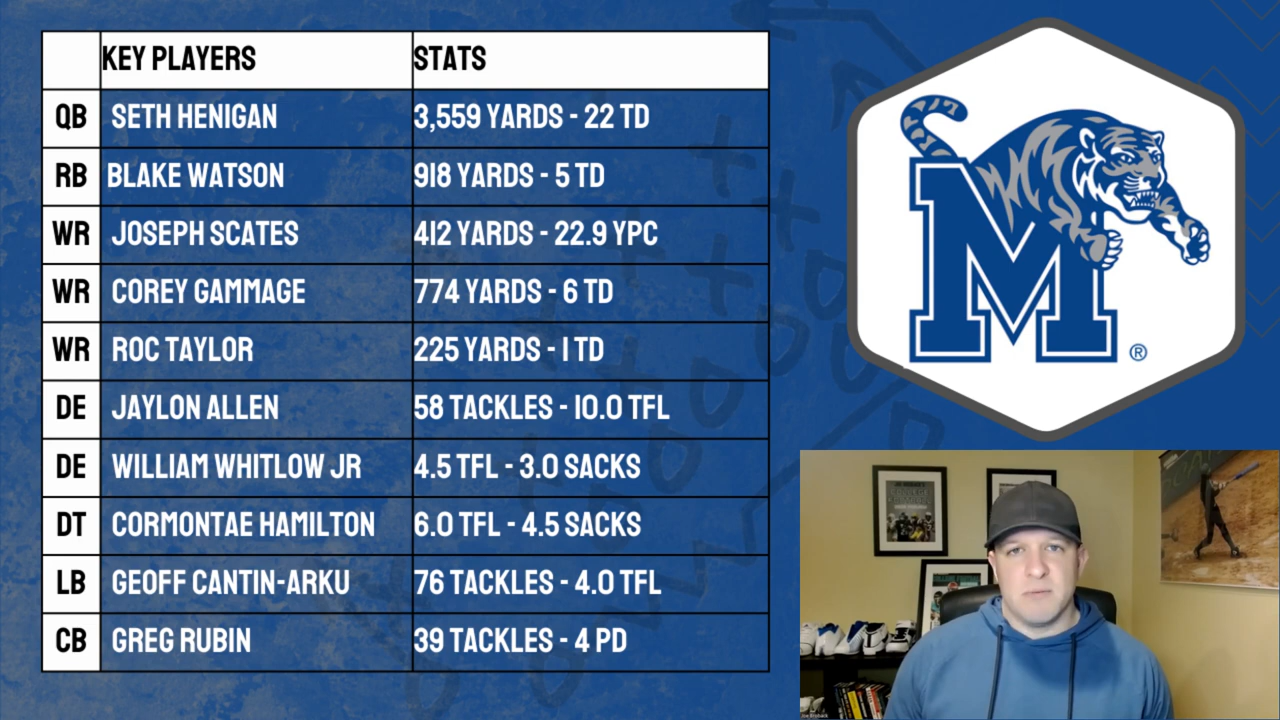 KEY PLAYERS STATS
QB SETH HENIGAN 3,559 YARDS - 22 TD
RB BLAKE WATSON 918 YARDS - 5 TD
WR JOSEPH SCATES 412 YARDS - 22.9 YPC
WR COREY GAMMAGE 774 YARDS - 6 TD
WR ROC TAYLOR 225 YARDS - 1 TD
DE JAYLON ALLEN 58 TACKLES - 10.0 TFL
DE WILLIAM WHITLOW JR 4.5 TFL - 3.0 SACKS
DT CORMONTAE HAMILTON 6.0 TFL - 4.5 SACKS
LB GEOFF CANTIN-ARKU 76 TACKLES - 4.0 TFL
CB GREG RUBIN 39 TACKLES - 4 PD
M
®